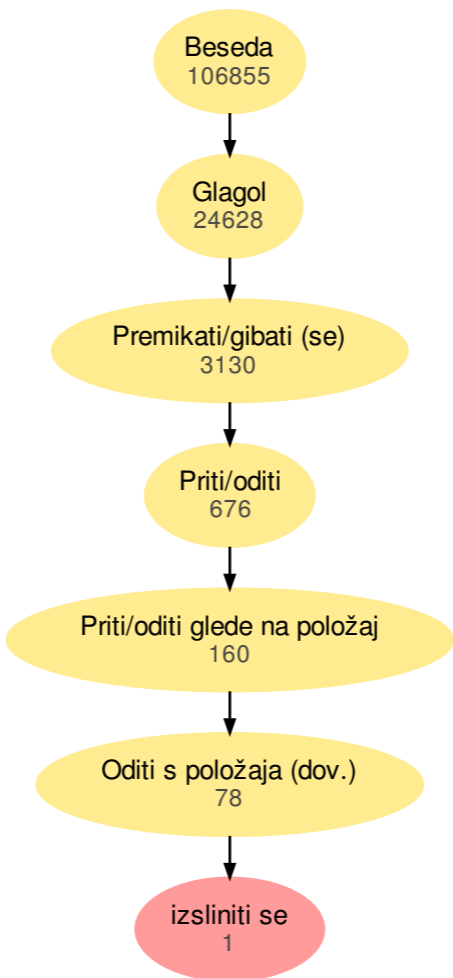 Beseda
106855
Glagol
24628
Premikati/gibati (se)
3130
Priti/oditi
676
Priti/oditi glede na položaj
160
Oditi s položaja (dov.)
78
izsliniti se
1